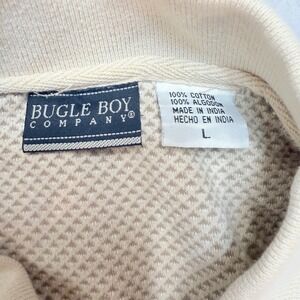 BUGLE BOY
COMPANY®
100% COTTON
100% ALGODON
MADE IN INDIA
HECHO EN INDIA
L